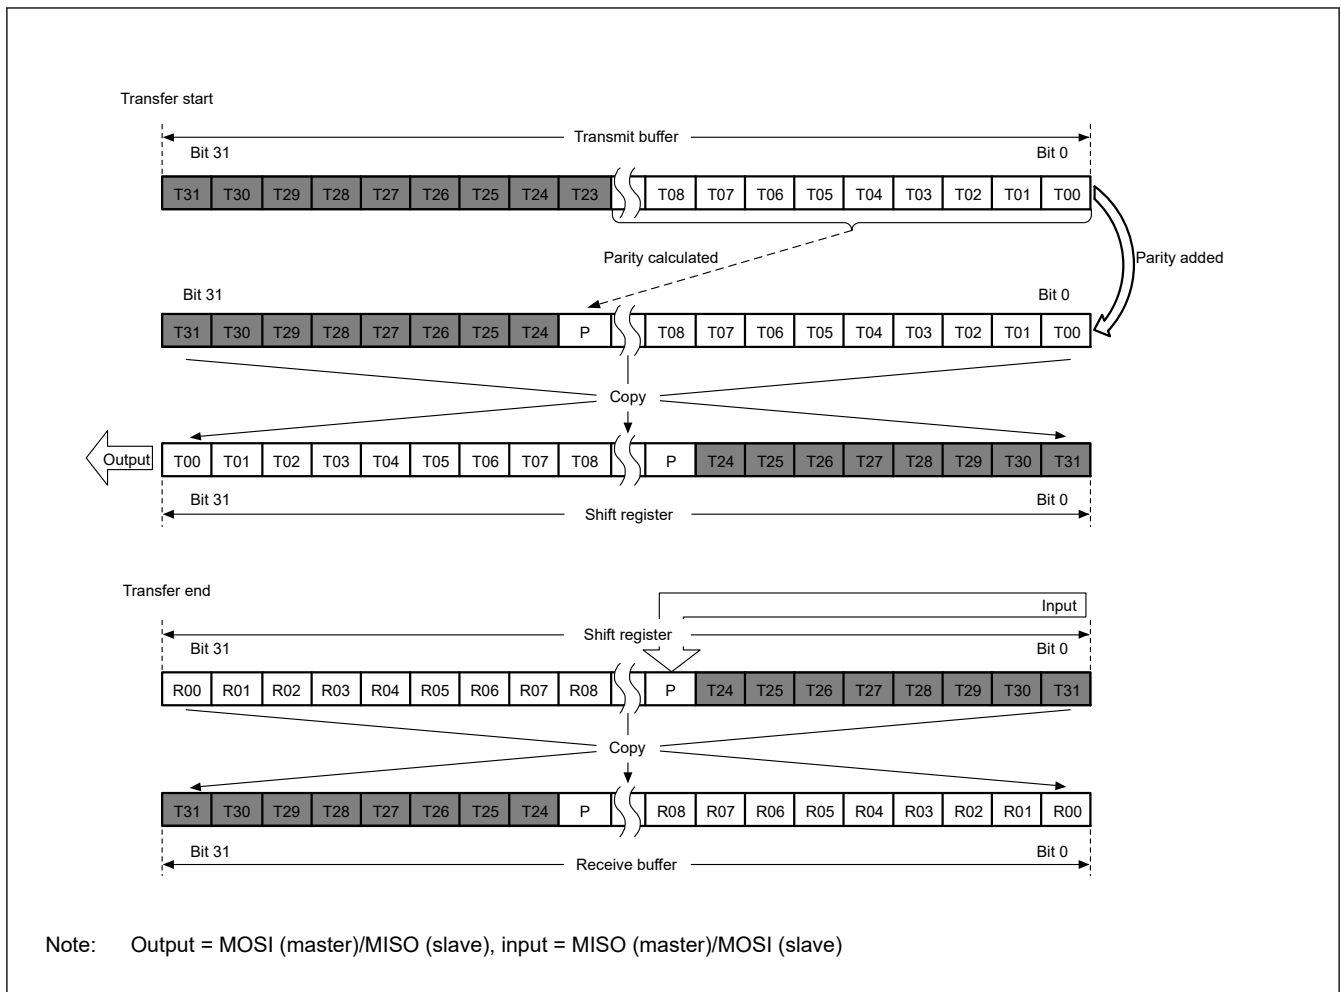 Transfer start
Transmit buffer
Bit 31 Bit 0
T31 T30 T29 T28 T27 T26 T25 T24 T23 T08 T07 T06 T05 T04 T03 T02 T01 T00
Parity calculated Parity added
Bit 31 Bit 0
T31 T30 T29 T28 T27 T26 T25 T24 P T08 T07 T06 T05 T04 T03 T02 T01 T00
Copy
Output T00 T01 T02 T03 T04 T05 T06 T07 T08 P T24 T25 T26 T27 T28 T29 T30 T31
Bit 31 Bit 0
Shift register
Transfer end
Input
Shift register
Bit 31 Bit 0
R00 R01 R02 R03 R04 R05 R06 R07 R08 P T24 T25 T26 T27 T28 T29 T30 T31
Copy
T31 T30 T29 T28 T27 T26 T25 T24 P R08 R07 R06 R05 R04 R03 R02 R01 R00
Bit 31 Bit 0
Receive buffer
Note: Output = MOSI (master)/MISO (slave), input = MISO (master)/MOSI (slave)